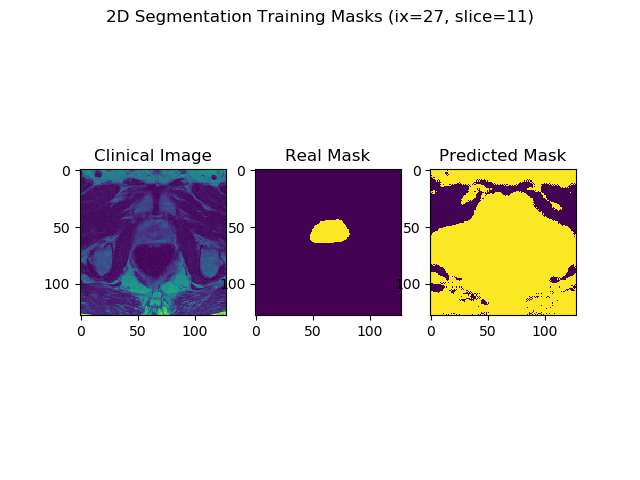 2D Segmentation Training Masks (ix=27, slice=11)
Clinical Image Real Mask Predicted Mask
0 0 0
50 50 50
100 100 100
0 50 100 0 50 100 0 50 100